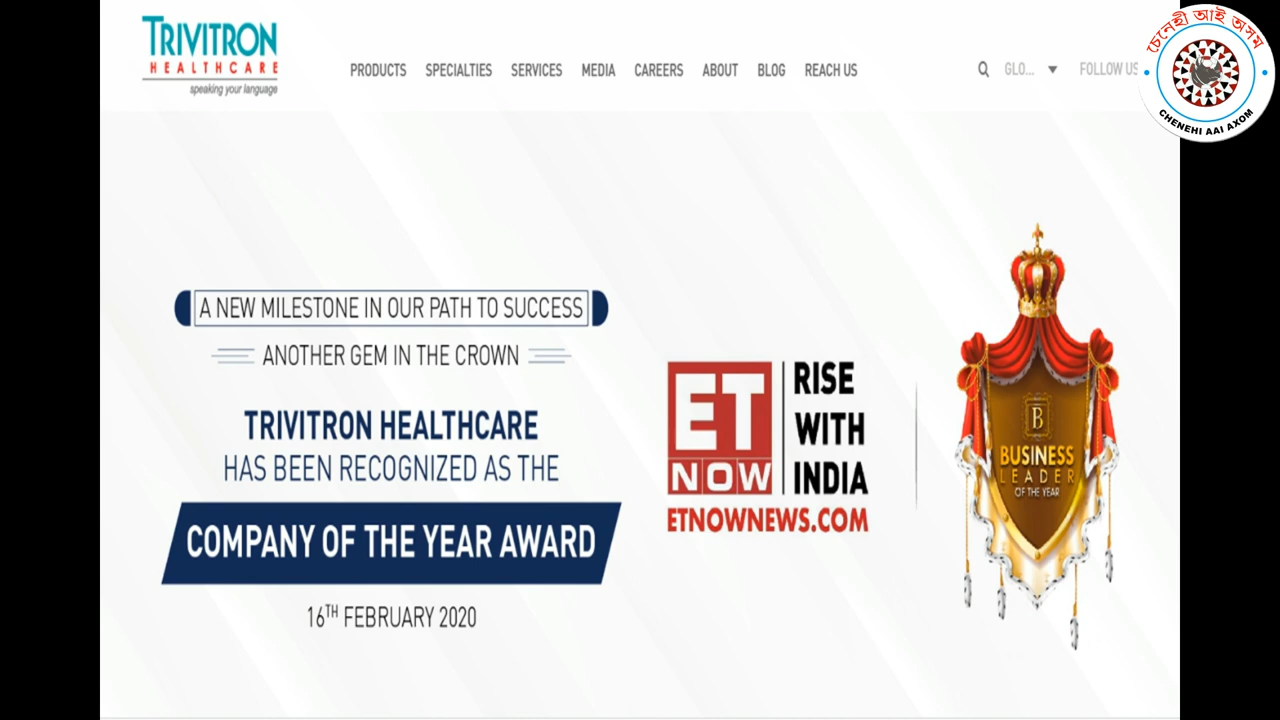 TRIVITRON
HEALTHCARE
speaking your language
PRODUCTS SPECIALTIES SERVICES MEDIA CAREERS ABOUT BLOG REACH US
GLO... FOLLOW US
চেনেহী আই অসম
CHENEHI AAI AXOM
A NEW MILESTONE IN OUR PATH TO SUCCESS
ANOTHER GEM IN THE CROWN
TRIVITRON HEALTHCARE
HAS BEEN RECOGNIZED AS THE
COMPANY OF THE YEAR AWARD
16TH FEBRUARY 2020
ET
NOW
RISE
WITH
INDIA
ETNOWNEWS.COM
B
BUSINESS
LEADER
OF THE YEAR